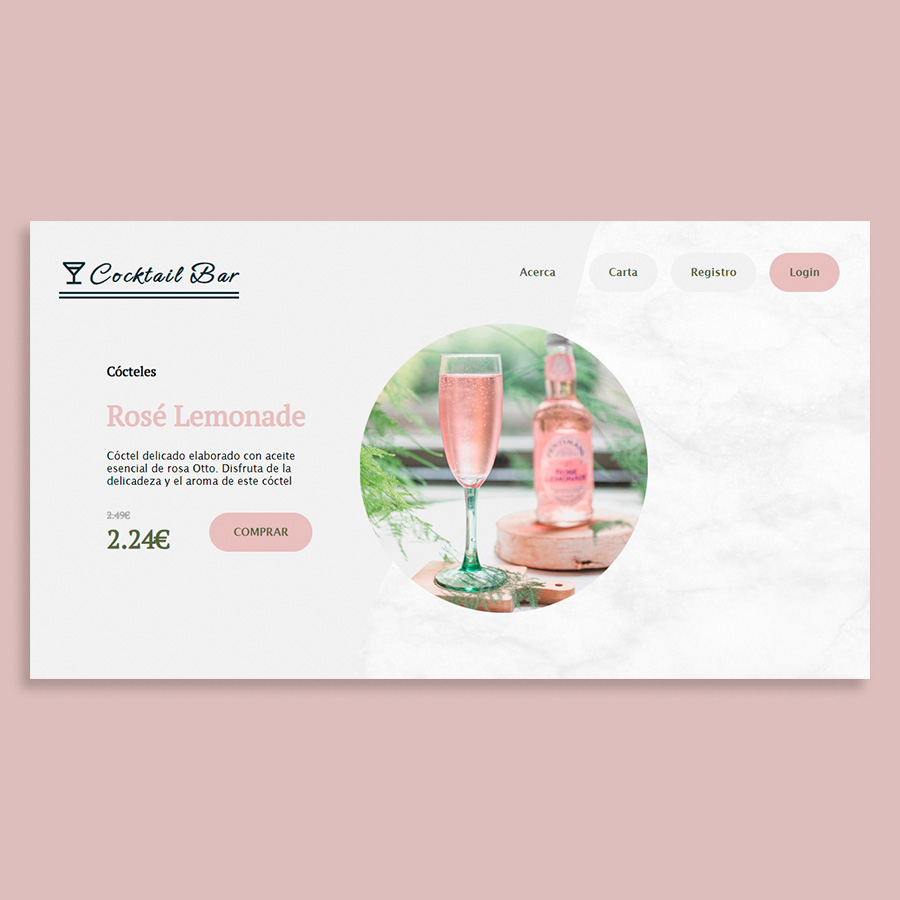 Cocktail Bar
Acerca
Carta
Registro
Login
Cócteles
Rosé Lemonade
Cóctel delicado elaborado con aceite
esencial de rosa Otto. Disfruta de la
delicadeza y el aroma de este cóctel
2.49€
2.24€
COMPRAR
FENTIMANS
ROSE
LEMONADE